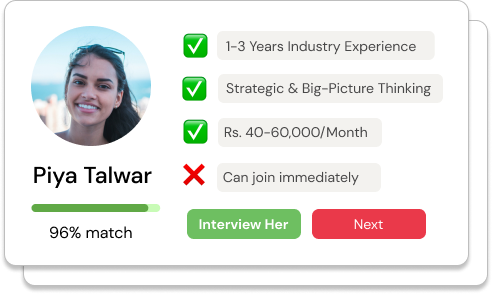 1-3 Years Industry Experience
Strategic & Big-Picture Thinking
Rs. 40-60,000/Month
Can join immediately
Piya Talwar
96% match
Interview Her
Next